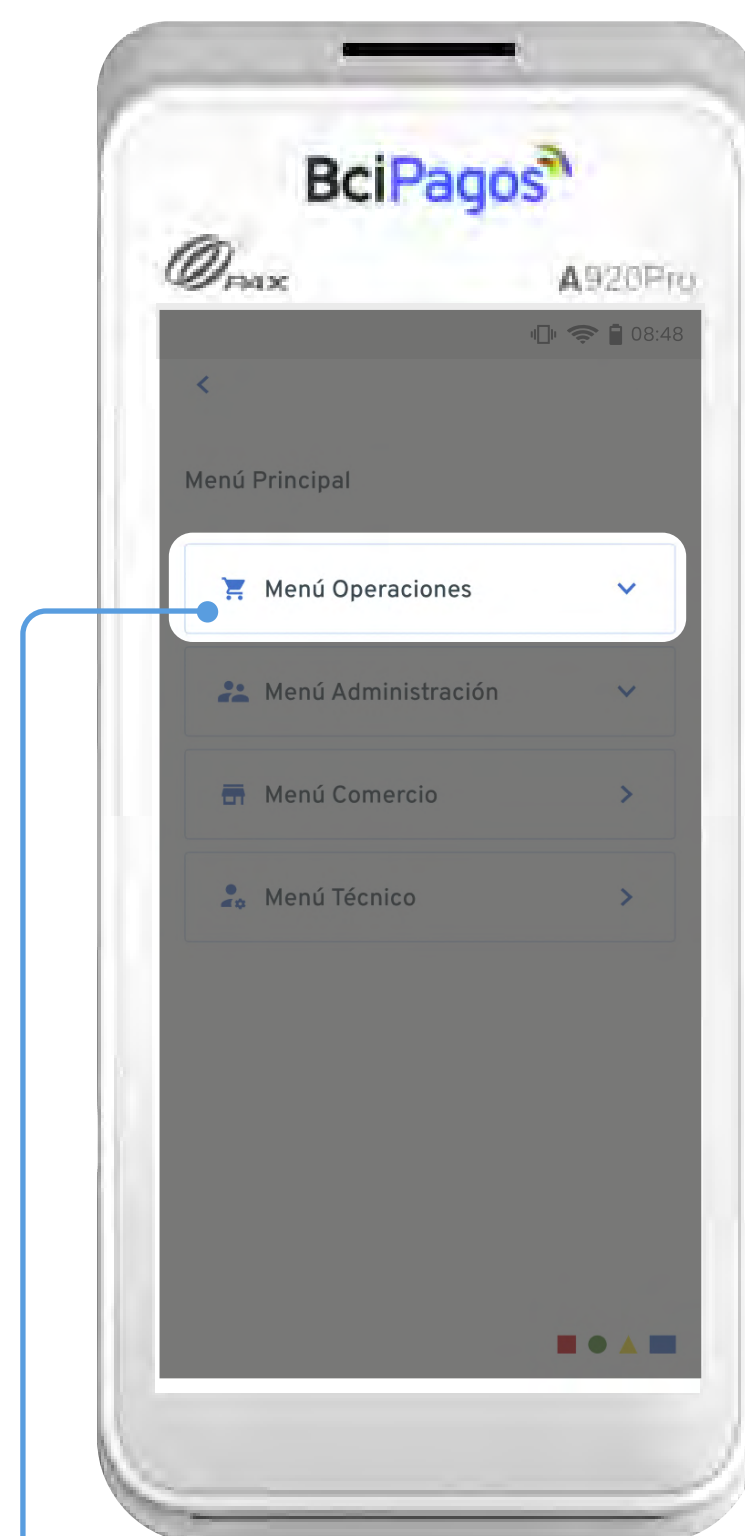 BciPagos
PAX
A920Pro
08:48
Menú Principal
Menú Operaciones
Menú Administración
Menú Comercio
Menú Técnico